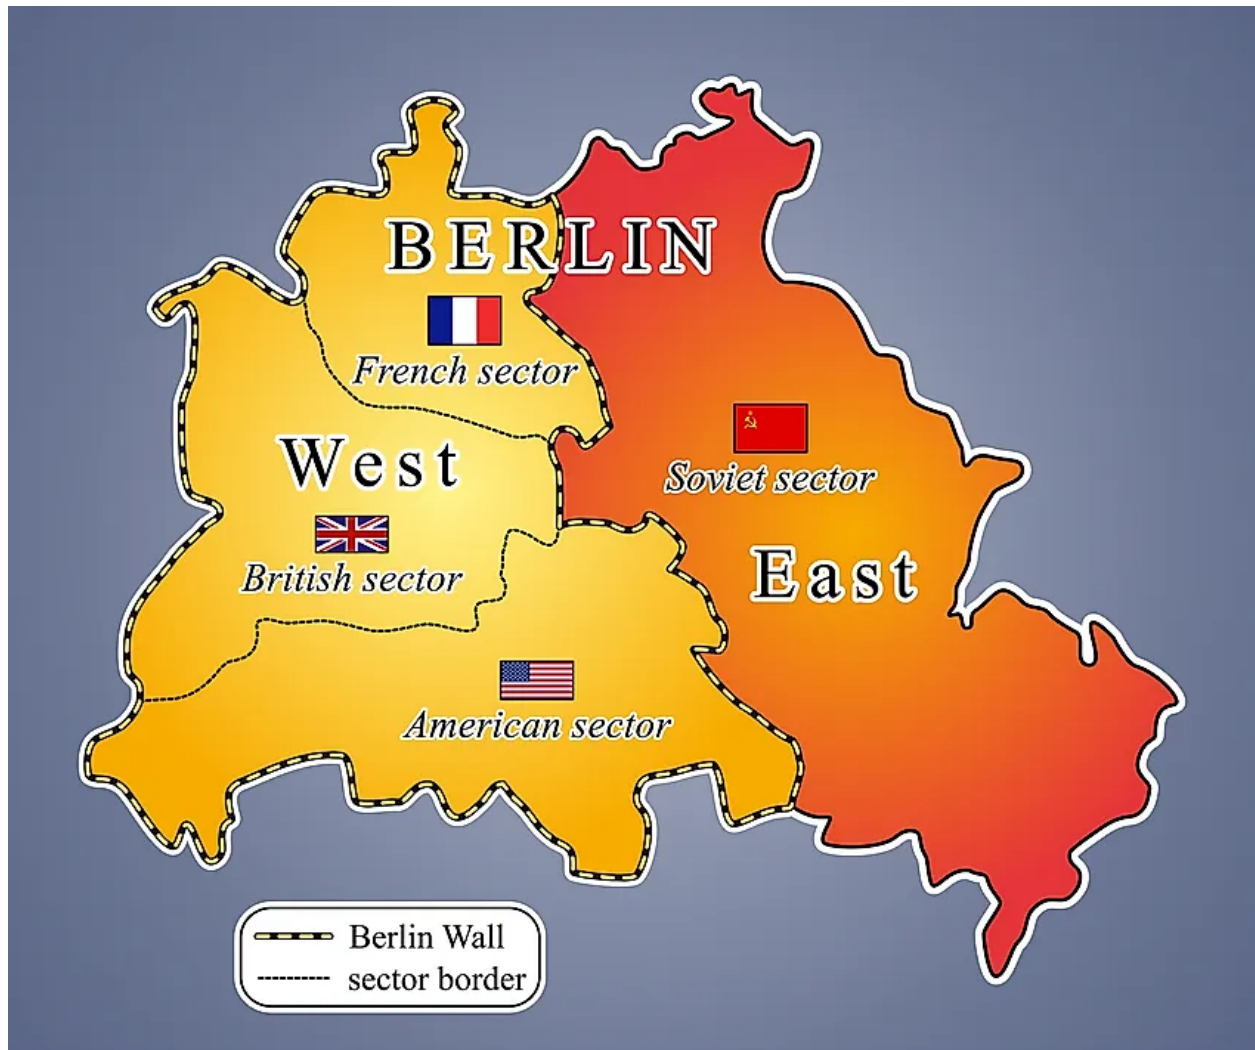 BERLIN
French sector
West
Soviet sector
British sector
East
American sector
Berlin Wall
sector border